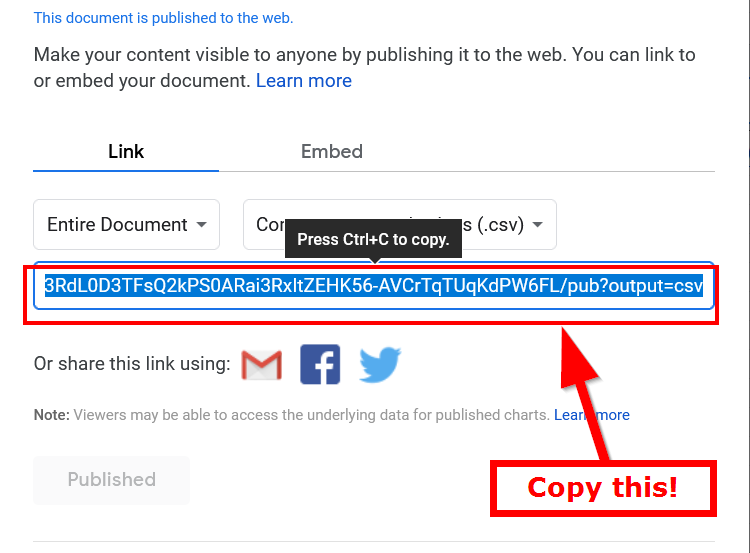 This document is published to the web.
Make your content visible to anyone by publishing it to the web. You can link to
or embed your document. Learn more
Link Embed
Entire Document s (.csv)
Press Ctrl+C to copy.
3RdL0D3TFsQ2kPS0ARai3RxItZEHK56-AVCrTqTUqKdPW6FL/pub?output=csv
Or share this link using:
Note: Viewers may be able to access the underlying data for published charts. Learn more
Published
Copy this!